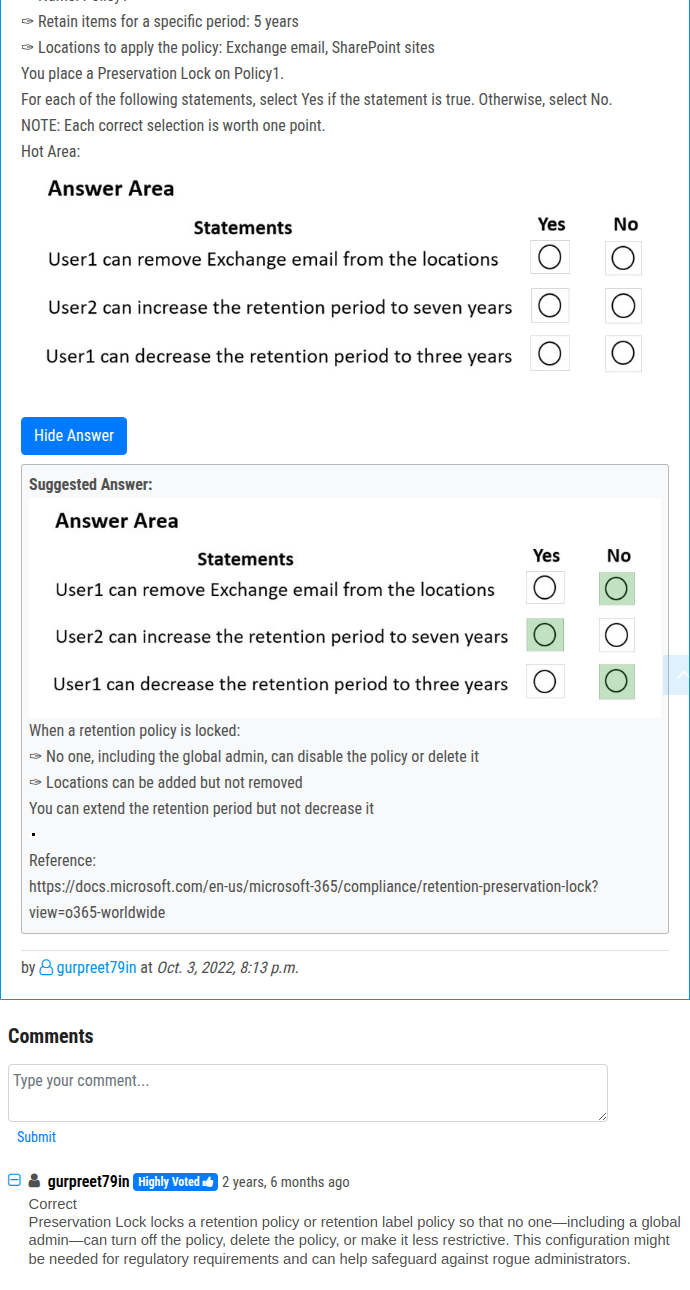 ✑ Retain items for a specific period: 5 years
✑ Locations to apply the policy: Exchange email, SharePoint sites
You place a Preservation Lock on Policy1.
For each of the following statements, select Yes if the statement is true. Otherwise, select No.
NOTE: Each correct selection is worth one point.
Hot Area:
Answer Area
Statements Yes No
User1 can remove Exchange email from the locations
User2 can increase the retention period to seven years
User1 can decrease the retention period to three years
Hide Answer
Suggested Answer:
Answer Area
Statements Yes No
User1 can remove Exchange email from the locations
User2 can increase the retention period to seven years
User1 can decrease the retention period to three years
When a retention policy is locked:
✑ No one, including the global admin, can disable the policy or delete it
✑ Locations can be added but not removed
You can extend the retention period but not decrease it
Reference:
https://docs.microsoft.com/en-us/microsoft-365/compliance/retention-preservation-lock?
view=o365-worldwide
by gurpreet79in at Oct. 3, 2022, 8:13 p.m.
Comments
Type your comment...
Submit
gurpreet79in Highly Voted 2 years, 6 months ago
Correct
Preservation Lock locks a retention policy or retention label policy so that no one—including a global
admin—can turn off the policy, delete the policy, or make it less restrictive. This configuration might
be needed for regulatory requirements and can help safeguard against rogue administrators.